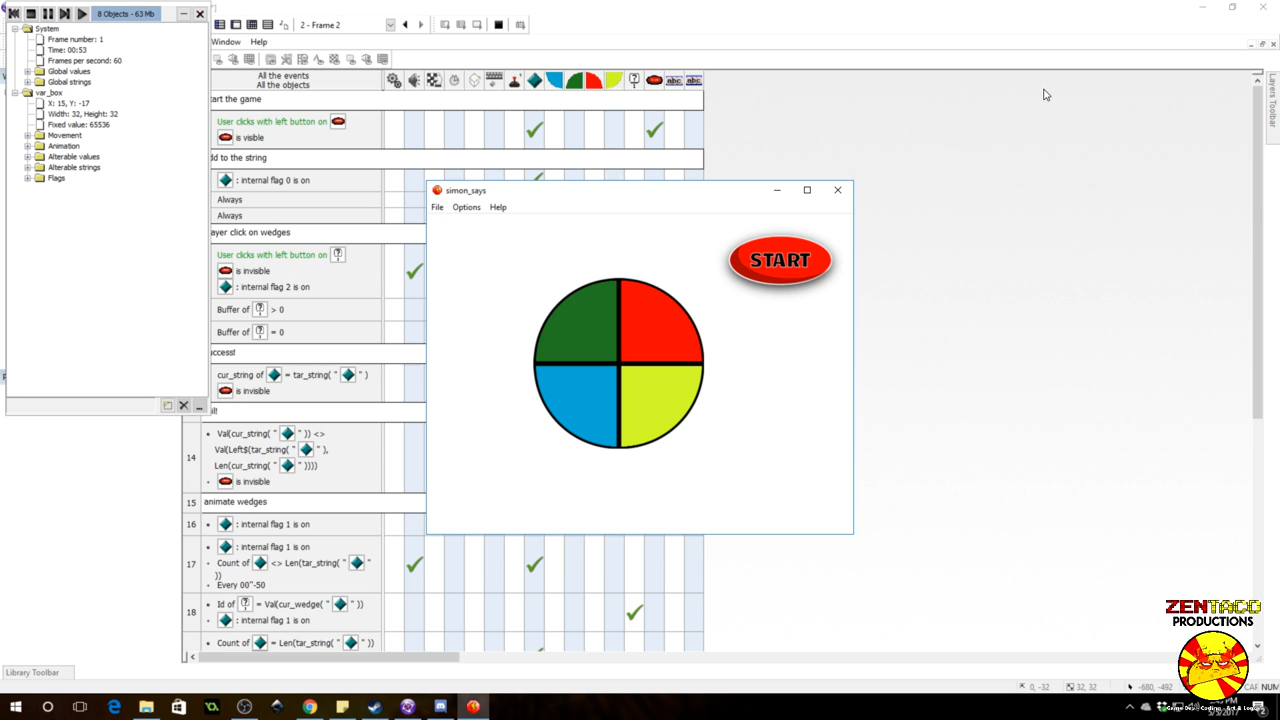 8 Objects - 63 Mb
2 - Frame 2
System
Frame number: 1
Time: 00:53
Frames per second: 60
Global values
Global strings
var_box
X: 15, Y: -17
Width: 32, Height: 32
Fixed value: 65536
Movement
Animation
Alterable values
Alterable strings
Flags
Window Help
All the events
All the objects
abc abc
tart the game
User clicks with left button on
is visible
dd to the string
: internal flag 0 is on
Always
Always
ayer click on wedges
User clicks with left button on ?
is invisible
: internal flag 2 is on
Buffer of ? > 0
Buffer of ? = 0
uccess!
cur_string of = tar_string( " " )
is invisible
il!
14
Val(cur_string( " " )) <>
Val(Left$(tar_string( " " ),
Len(cur_string( " " ))))
is invisible
15 animate wedges
16 : internal flag 1 is on
17
: internal flag 1 is on
Count of <> Len(tar_string( " "
))
Every 00"-50
18
Id of ? = Val(cur_wedge( " " ))
: internal flag 1 is on
Count of = Len(tar_string( " " ))
simon_says
File Options Help
START
Layers Toolbar
ZENTACO
PRODUCTIONS
Library Toolbar
0, -32
32, 32
-680, -492
NUM
5/5/2017